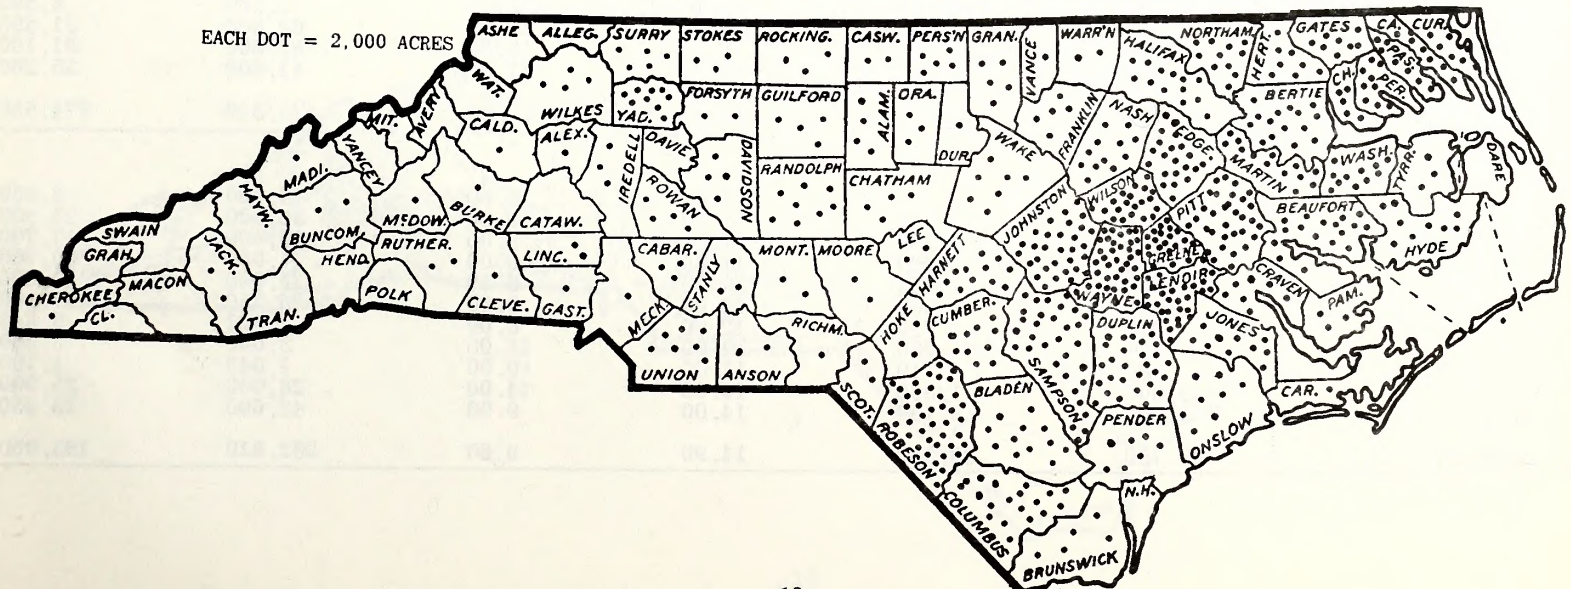 EACH DOT = 2,000 ACRES
ASHE
ALLEG.
SURRY
STOKES
ROCKING.
CASW.
PERS'N
GRAN.
VANCE
WARR'N
HALIFAX
NORTHAM.
HERT.
GATES.
CA.
CUR.
PAS.
PER.
CH.
WAT.
WILKES
YAD.
FORSYTH
GUILFORD
ALAM.
ORA.
DUR.
FRANKLIN
NASH
EDGE.
BERTIE
MIT.
AVERY
CALD.
ALEX.
IREDELL
DAVIE
DAVIDSON
RANDOLPH
CHATHAM
WAKE
WILSON
MARTIN
WASH.
TYRR.
DARE
MADI.
YANCEY
HAYW.
BUNCOM.
McDOW.
BURKE
CATAW.
ROWAN
JOHNSTON
PITT
BEAUFORT
HYDE
SWAIN
GRAH.
JACK.
HEND.
RUTHER.
LINC.
CABAR.
STANLY
MONT.
MOORE
LEE
HARNETT
GREENE
WAYNE
LENOIR
CRAVEN
PAM.
CHEROKEE
CL.
MACON
TRAN.
POLK
CLEVE.
GAST.
MECK.
UNION
ANSON
RICHM.
HOKE
CUMBER.
SAMPSON
DUPLIN
JONES
CAR.
SCOT.
ROBESON
BLADEN
PENDER
ONSLOW
COLUMBUS
BRUNSWICK
N.H.